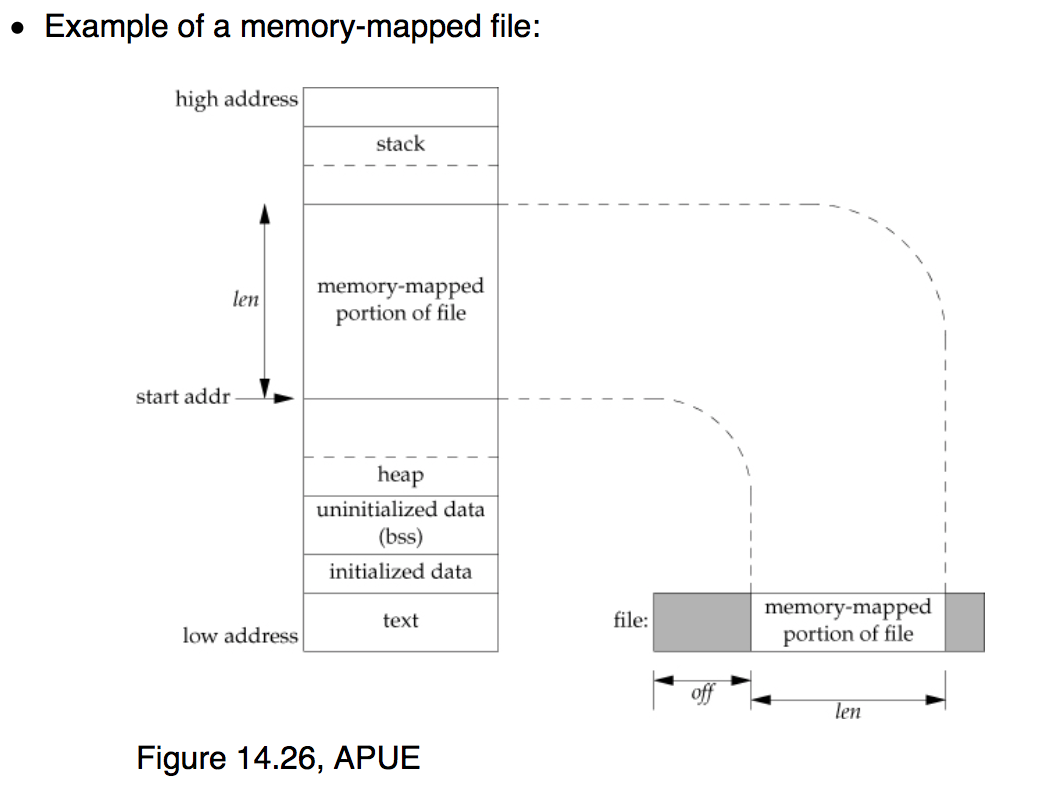 • Example of a memory-mapped file:
high address
stack
len
memory-mapped
portion of file
start addr
heap
uninitialized data
(bss)
initialized data
text
low address
file:
memory-mapped
portion of file
off
len
Figure 14.26, APUE